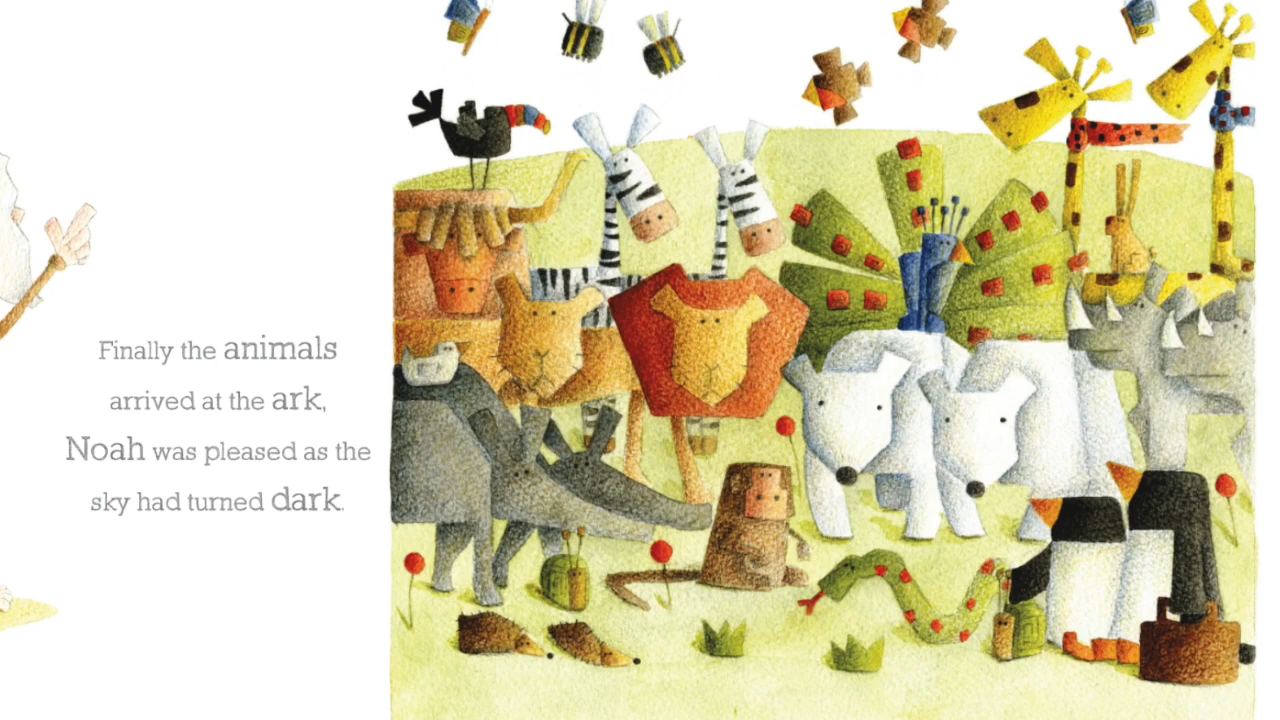 Finally the animals
arrived at the ark,
Noah was pleased as the
sky had turned dark.